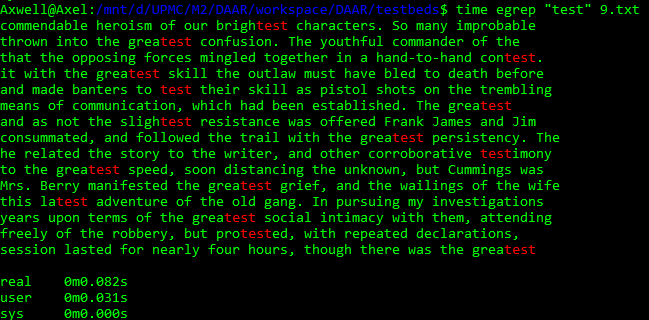 Axwell@Axel:/mnt/d/UPMC/M2/DAAR/workspace/DAAR/testbeds$ time egrep "test" 9.txt
commendable heroism of our brightest characters. So many improbable
thrown into the greatest confusion. The youthful commander of the
that the opposing forces mingled together in a hand-to-hand contest.
it with the greatest skill the outlaw must have bled to death before
and made banters to test their skill as pistol shots on the trembling
means of communication, which had been established. The greatest
and as not the slightest resistance was offered Frank James and Jim
consummated, and followed the trail with the greatest persistency. The
he related the story to the writer, and other corroborative testimony
to the greatest speed, soon distancing the unknown, but Cummings was
Mrs. Berry manifested the greatest grief, and the wailings of the wife
this latest adventure of the old gang. In pursuing my investigations
years upon terms of the greatest social intimacy with them, attending
freely of the robbery, but protested, with repeated declarations,
session lasted for nearly four hours, though there was the greatest
real 0m0.082s
user 0m0.031s
sys 0m0.000s